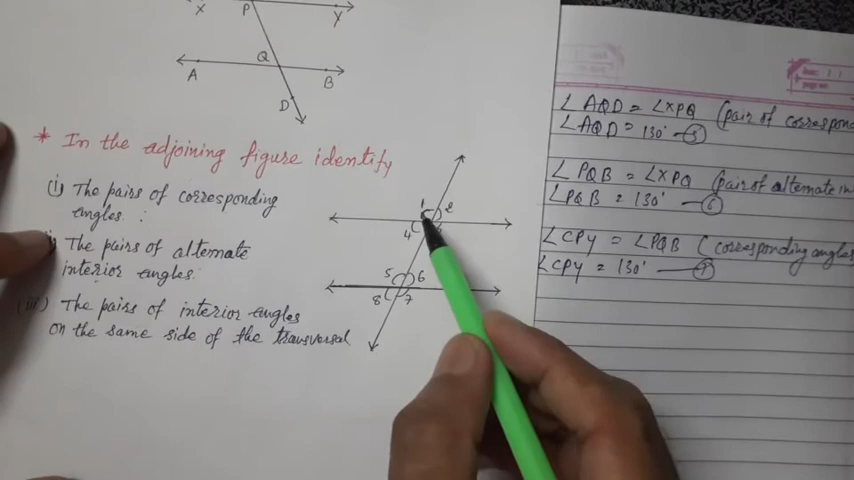 X
P
Y
Q
A
B
D
* In the adjoining figure identify
(i) The pairs of corresponding
angles :
The pairs of alternate
interior angles:
(iii) The pairs of interior angles
on the same side of the transversal
1
2
4
5
6
8
7
∠AQD = ∠XPQ (pair of correspon
∠AQD = 130° —⑤
∠PQB = ∠XPQ (pair of alternate in
∠PQB = 130° —⑥
∠CPY = ∠PQB (corresponding angles
∠CPY = 130° —⑦